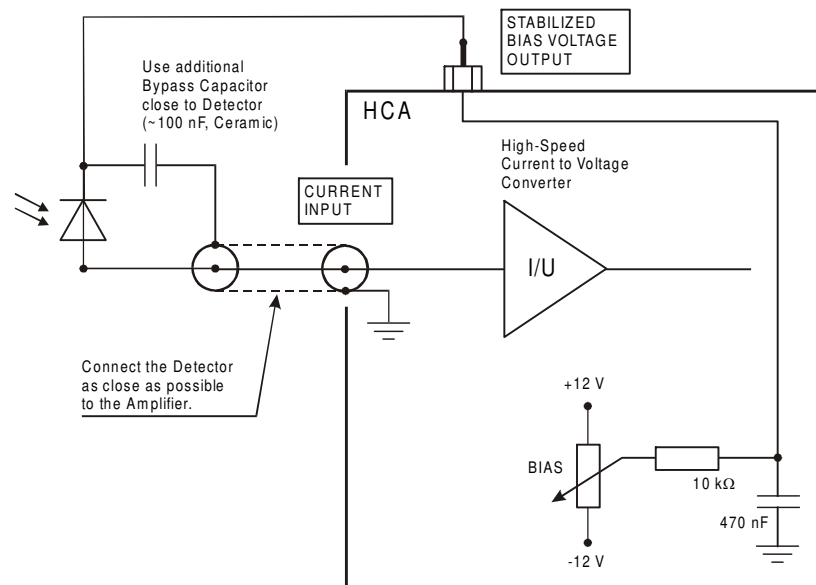 STABILIZED
BIAS VOLTAGE
OUTPUT
Use additional
Bypass Capacitor
close to Detector
(~100 nF, Ceramic)
HCA
High-Speed
Current to Voltage
Converter
CURRENT
INPUT
I/U
Connect the Detector
as close as possible
to the Amplifier.
+12 V
BIAS
10 kΩ
470 nF
-12 V